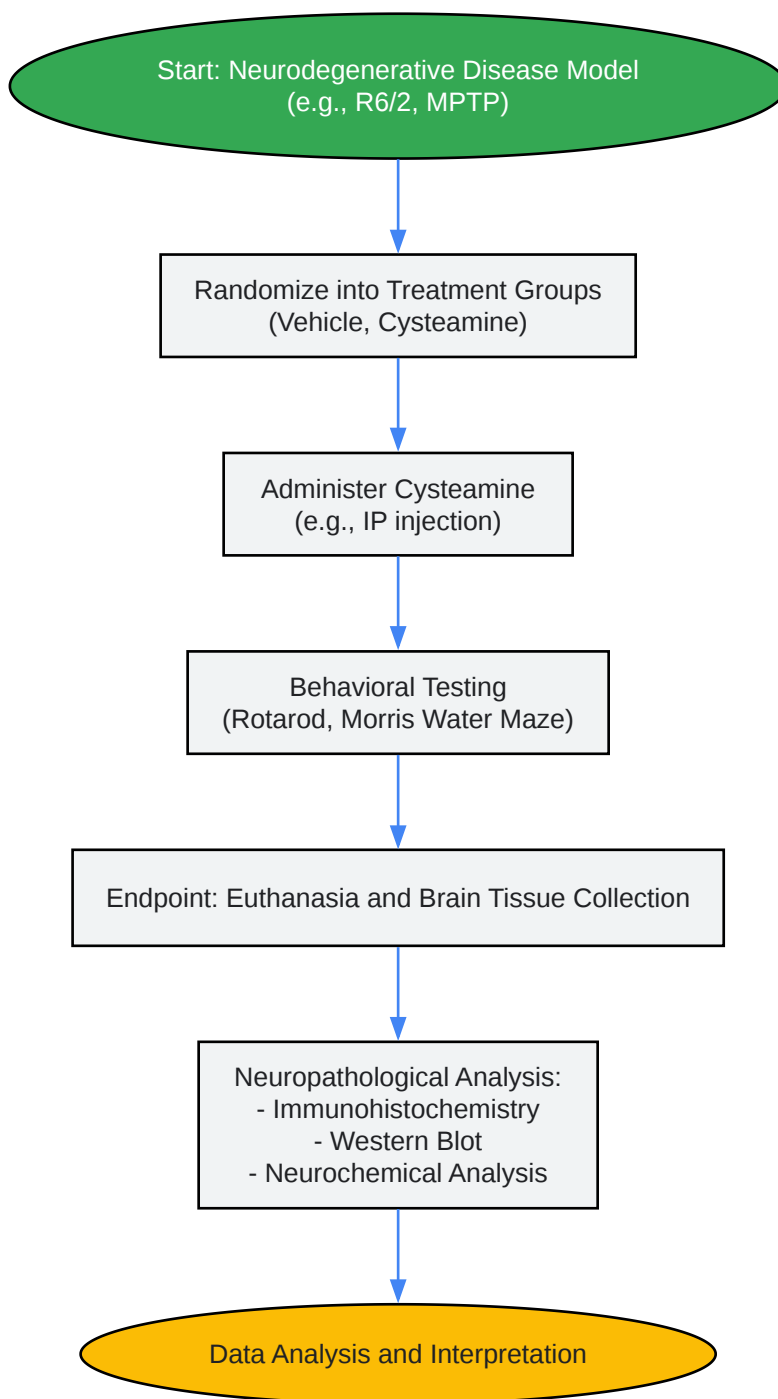 Start: Neurodegenerative Disease Model
(e.g., R6/2, MPTP)
Randomize into Treatment Groups
(Vehicle, Cysteamine)
Administer Cysteamine
(e.g., IP injection)
Behavioral Testing
(Rotarod, Morris Water Maze)
Endpoint: Euthanasia and Brain Tissue Collection
Neuropathological Analysis:
- Immunohistochemistry
- Western Blot
- Neurochemical Analysis
Data Analysis and Interpretation